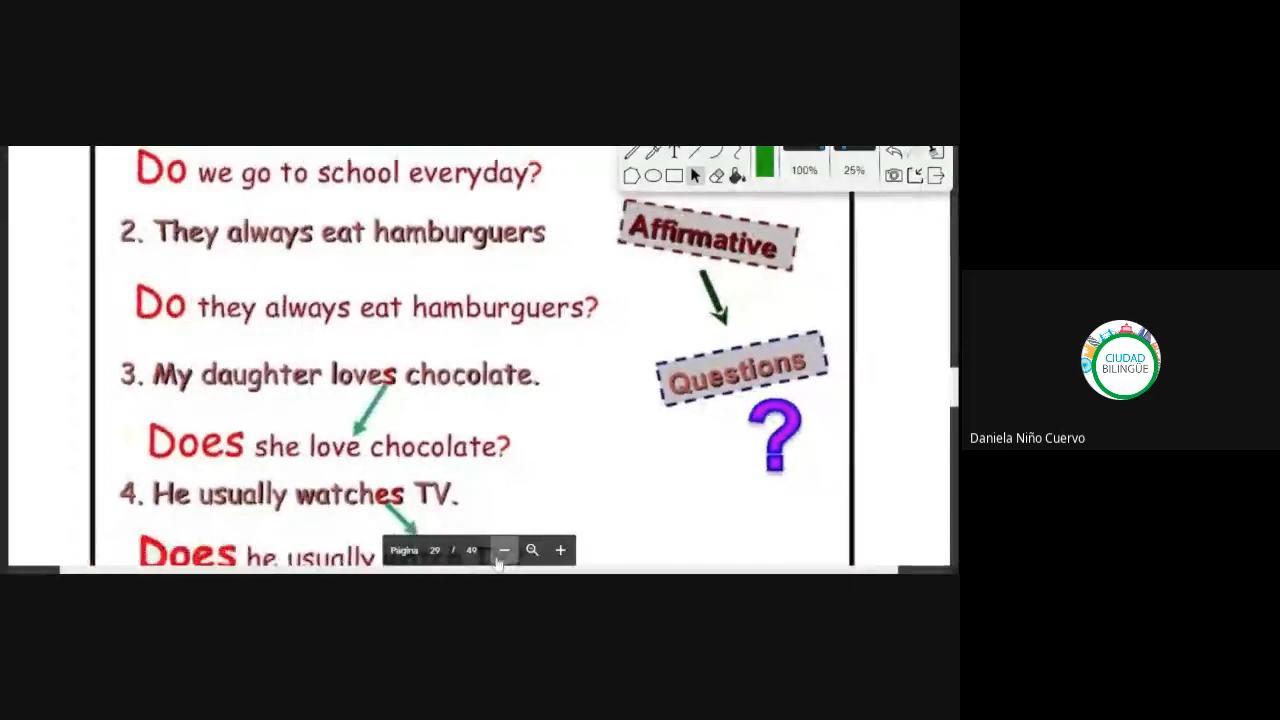 Do we go to school everyday?
100%
25%
2. They always eat hamburguers
Affirmative
Do they always eat hamburguers?
3. My daughter loves chocolate.
Questions
?
Does she love chocolate?
CIUDAD
BILINGÜE
Daniela Niño Cuervo
4. He usually watches TV.
Does he usually
Página 29 / 49